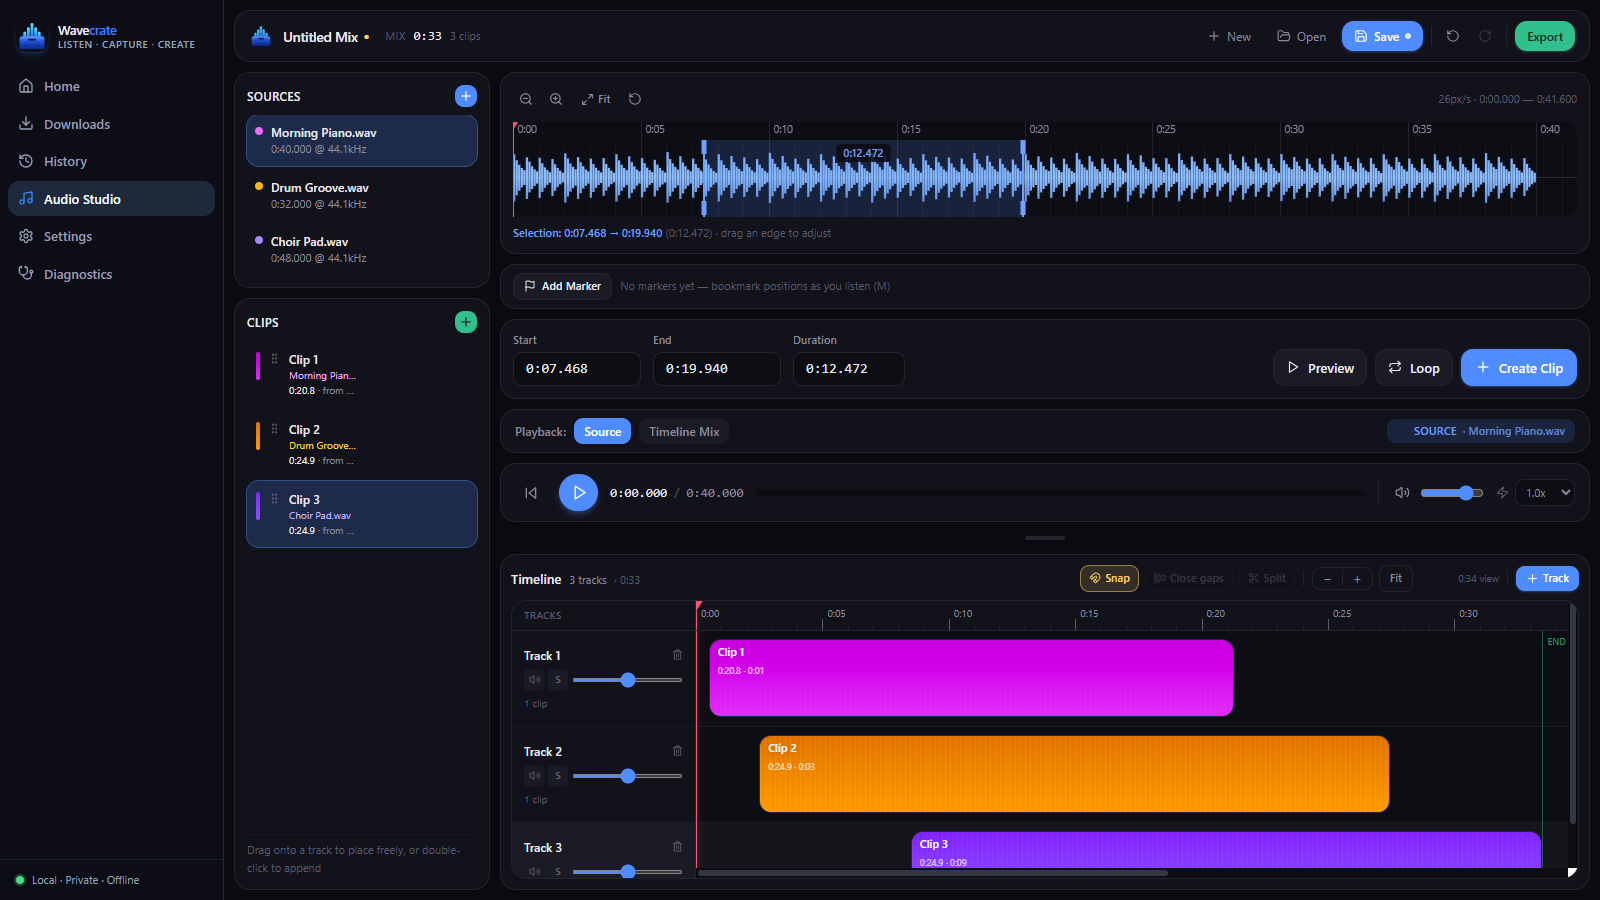 Wavecrate
LISTEN · CAPTURE · CREATE
Home
Downloads
History
Audio Studio
Settings
Diagnostics
Local · Private · Offline
Untitled Mix •
MIX 0:33 3 clips
New
Open
Save
Export
SOURCES
Morning Piano.wav
0:40.000 @ 44.1kHz
Drum Groove.wav
0:32.000 @ 44.1kHz
Choir Pad.wav
0:48.000 @ 44.1kHz
CLIPS
Clip 1
Morning Pian...
0:20.8 · from ...
Clip 2
Drum Groove...
0:24.9 · from ...
Clip 3
Choir Pad.wav
0:24.9 · from ...
Drag onto a track to place freely, or double-
click to append
Fit
26px/s · 0:00.000 — 0:41.600
0:00 0:05 0:10 0:15 0:20 0:25 0:30 0:35 0:40
0:12.472
Selection: 0:07.468 → 0:19.940 (0:12.472) · drag an edge to adjust
Add Marker
No markers yet — bookmark positions as you listen (M)
Start End Duration
0:07.468 0:19.940 0:12.472
Preview
Loop
Create Clip
Playback: Source Timeline Mix
SOURCE · Morning Piano.wav
0:00.000 / 0:40.000
1.0x
Timeline 3 tracks · 0:33
Snap
Close gaps
Split
− +
Fit
0:34 view
+ Track
TRACKS
0:00 0:05 0:10 0:15 0:20 0:25 0:30
END
Track 1
S
1 clip
Clip 1
0:20.8 · 0:01
Track 2
S
1 clip
Clip 2
0:24.9 · 0:03
Track 3
S
Clip 3
0:24.9 · 0:09